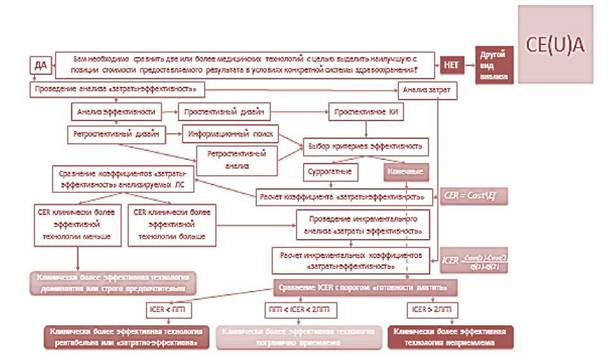 CE(U)A
Вам необходимо сравнить две или более медицинских технологий с целью выделить наилучшую с
позиции стоимости предоставляемого результата в условиях конкретной системы здравоохранения?
ДА
НЕТ
Другой
вид
анализа
Проведение анализа «затраты-эффективность»
Анализ затрат
Анализ эффективности
Проспективный дизайн
Проспективное КИ
Ретроспективный дизайн
Информационный поиск
Выбор критериев эффективность
Ретроспективный
анализ
Сравнение коэффициентов «затраты-
эффективность» анализируемых ЛС
Суррогатные
Конечные
Расчет коэффициента «затраты-эффективность»
CER = Cost\Ef
CER клинически более
эффективной
технологии меньше
CER клинически более
эффективной
технологии больше
Проведение инкрементального
анализа «затраты эффективность»
Расчет инкрементальных коэффициентов
«затраты-эффективность»
ICER
Клинически более эффективная технология
доминантна или строго предпочтительна
Сравнение ICER с порогом «готовности платить»
ICER < ПГП
ПГП < ICER < 2ПГП
ICER > 2ПГП
Клинически более эффективная технология
рентабельна или «затратно-эффективна»
Клинически более эффективная технология
погранично приемлема
Клинически более эффективная
технология неприемлема